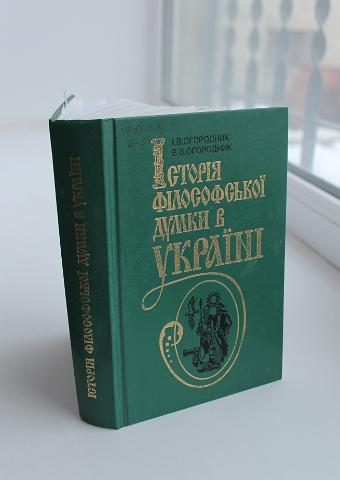 І.В.ОГОРОДНИК
В.В.ОГОРОДНИК
ІСТОРІЯ
ФІЛОСОФСЬКОЇ
ДУМКИ В
УКРАЇНІ
ІСТОРІЯ ФІЛОСОФСЬКОЇ ДУМКИ В УКРАЇНІ